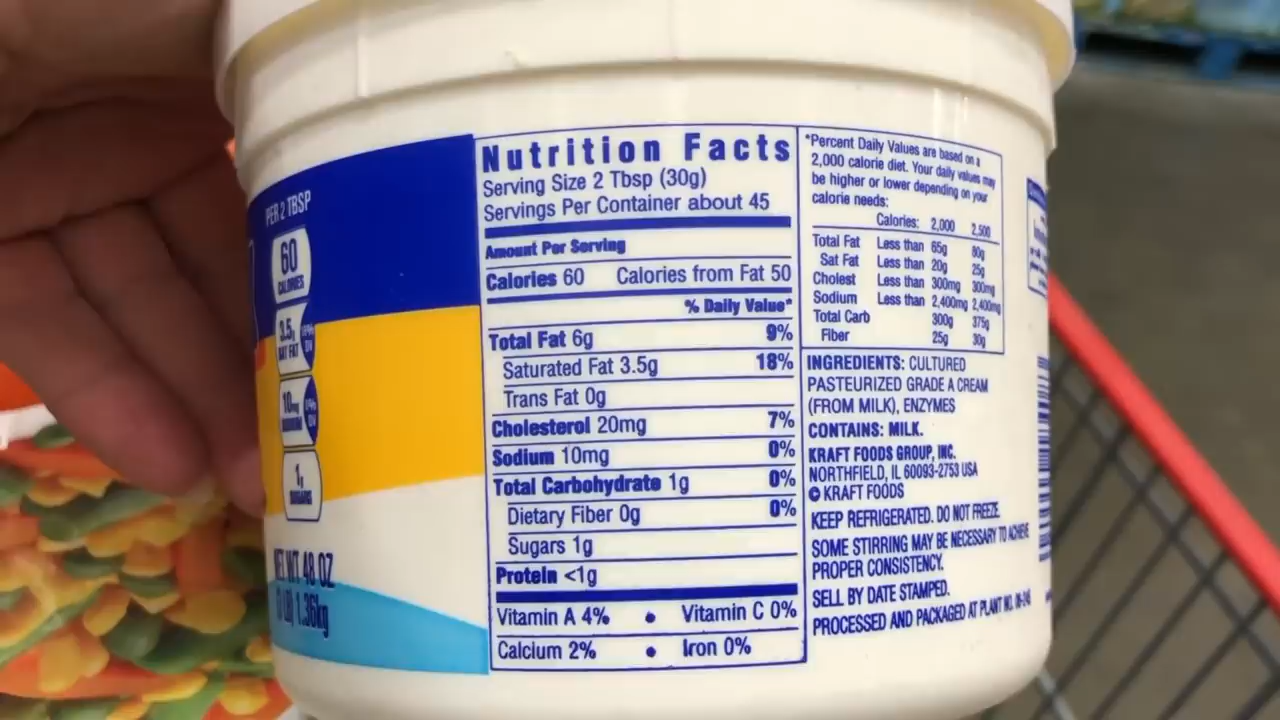 PER 2 TBSP
60
CALORIES
3.5g
SAT FAT
18% DV
10mg
SODIUM
0% DV
1g
SUGARS
NET WT 48 OZ
(3 LB) 1.36kg
Nutrition Facts
Serving Size 2 Tbsp (30g)
Servings Per Container about 45
Amount Per Serving
Calories 60 Calories from Fat 50
% Daily Value*
Total Fat 6g 9%
Saturated Fat 3.5g 18%
Trans Fat 0g
Cholesterol 20mg 7%
Sodium 10mg 0%
Total Carbohydrate 1g 0%
Dietary Fiber 0g 0%
Sugars 1g
Protein <1g
Vitamin A 4% • Vitamin C 0%
Calcium 2% • Iron 0%
*Percent Daily Values are based on a
2,000 calorie diet. Your daily values may
be higher or lower depending on your
calorie needs:
Calories: 2,000 2,500
Total Fat Less than 65g 80g
Sat Fat Less than 20g 25g
Cholest Less than 300mg 300mg
Sodium Less than 2,400mg 2,400mg
Total Carb 300g 375g
Fiber 25g 30g
INGREDIENTS: CULTURED
PASTEURIZED GRADE A CREAM
(FROM MILK), ENZYMES
CONTAINS: MILK.
KRAFT FOODS GROUP, INC.
NORTHFIELD, IL 60093-2753 USA
© KRAFT FOODS
KEEP REFRIGERATED. DO NOT FREEZE.
SOME STIRRING MAY BE NECESSARY TO ACHIEVE
PROPER CONSISTENCY.
SELL BY DATE STAMPED.
PROCESSED AND PACKAGED AT PLANT NO.